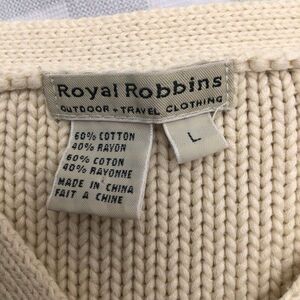 Royal Robbins
OUTDOOR + TRAVEL CLOTHING
L
60% COTTON
40% RAYON
60% COTON
40% RAYONNE
MADE IN CHINA
FAIT A CHINE